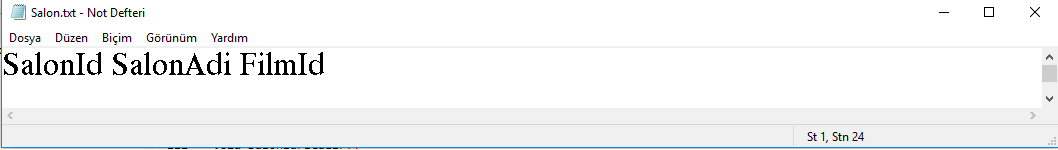 Salon.txt - Not Defteri
Dosya Düzen Biçim Görünüm Yardım
SalonId SalonAdi FilmId
St 1, Stn 24